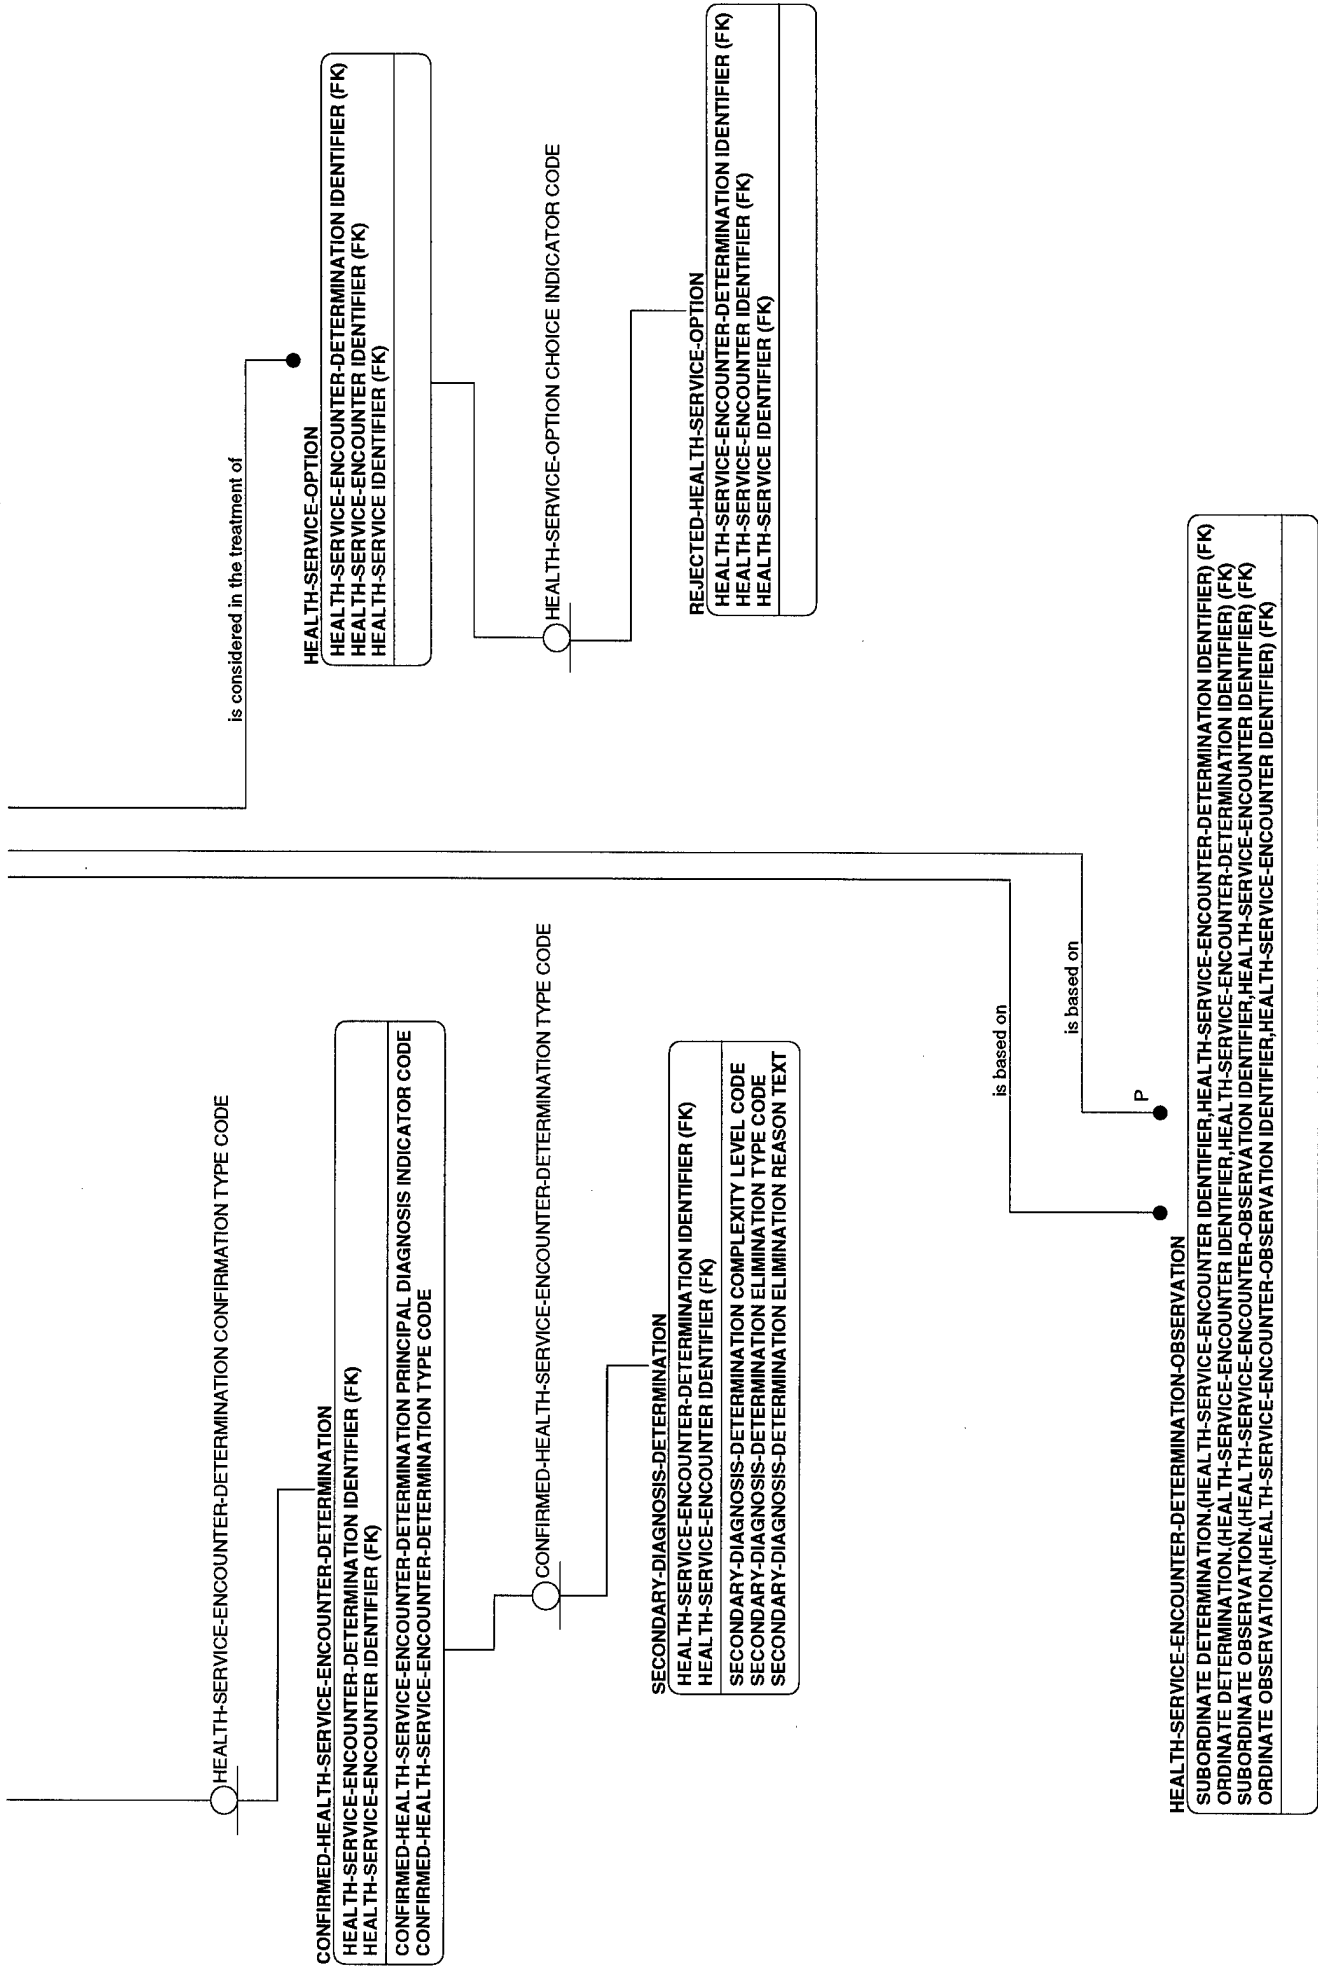 HEALTH-SERVICE-ENCOUNTER-DETERMINATION CONFIRMATION TYPE CODE
CONFIRMED-HEALTH-SERVICE-ENCOUNTER-DETERMINATION
HEALTH-SERVICE-ENCOUNTER-DETERMINATION IDENTIFIER (FK)
HEALTH-SERVICE-ENCOUNTER IDENTIFIER (FK)
CONFIRMED-HEALTH-SERVICE-ENCOUNTER-DETERMINATION PRINCIPAL DIAGNOSIS INDICATOR CODE
CONFIRMED-HEALTH-SERVICE-ENCOUNTER-DETERMINATION TYPE CODE
CONFIRMED-HEALTH-SERVICE-ENCOUNTER-DETERMINATION TYPE CODE
SECONDARY-DIAGNOSIS-DETERMINATION
HEALTH-SERVICE-ENCOUNTER-DETERMINATION IDENTIFIER (FK)
HEALTH-SERVICE-ENCOUNTER IDENTIFIER (FK)
SECONDARY-DIAGNOSIS-DETERMINATION COMPLEXITY LEVEL CODE
SECONDARY-DIAGNOSIS-DETERMINATION ELIMINATION TYPE CODE
SECONDARY-DIAGNOSIS-DETERMINATION ELIMINATION REASON TEXT
is considered in the treatment of
HEALTH-SERVICE-OPTION
HEALTH-SERVICE-ENCOUNTER-DETERMINATION IDENTIFIER (FK)
HEALTH-SERVICE-ENCOUNTER IDENTIFIER (FK)
HEALTH-SERVICE IDENTIFIER (FK)
HEALTH-SERVICE-OPTION CHOICE INDICATOR CODE
REJECTED-HEALTH-SERVICE-OPTION
HEALTH-SERVICE-ENCOUNTER-DETERMINATION IDENTIFIER (FK)
HEALTH-SERVICE-ENCOUNTER IDENTIFIER (FK)
HEALTH-SERVICE IDENTIFIER (FK)
is based on
is based on
P
HEALTH-SERVICE-ENCOUNTER-DETERMINATION-OBSERVATION
SUBORDINATE DETERMINATION.(HEALTH-SERVICE-ENCOUNTER IDENTIFIER,HEALTH-SERVICE-ENCOUNTER-DETERMINATION IDENTIFIER) (FK)
ORDINATE DETERMINATION.(HEALTH-SERVICE-ENCOUNTER IDENTIFIER,HEALTH-SERVICE-ENCOUNTER-DETERMINATION IDENTIFIER) (FK)
SUBORDINATE OBSERVATION.(HEALTH-SERVICE-ENCOUNTER-OBSERVATION IDENTIFIER,HEALTH-SERVICE-ENCOUNTER IDENTIFIER) (FK)
ORDINATE OBSERVATION.(HEALTH-SERVICE-ENCOUNTER-OBSERVATION IDENTIFIER,HEALTH-SERVICE-ENCOUNTER IDENTIFIER) (FK)